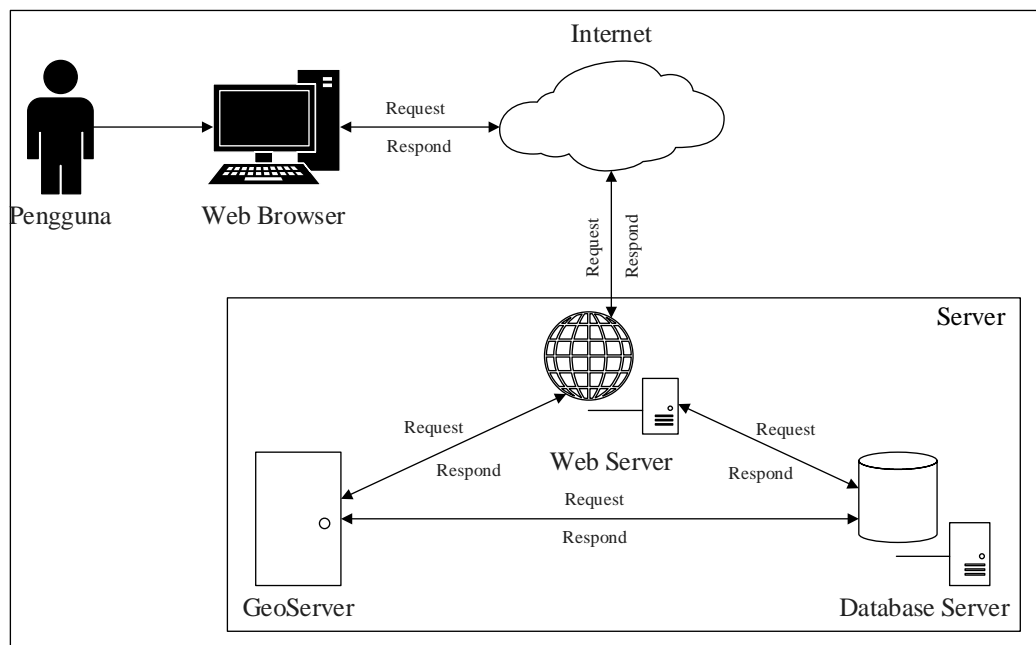 Internet
Request
Respond
Pengguna
Web Browser
Request
Respond
Server
Request
Request
Web Server
Respond
Respond
Request
Respond
GeoServer
Database Server